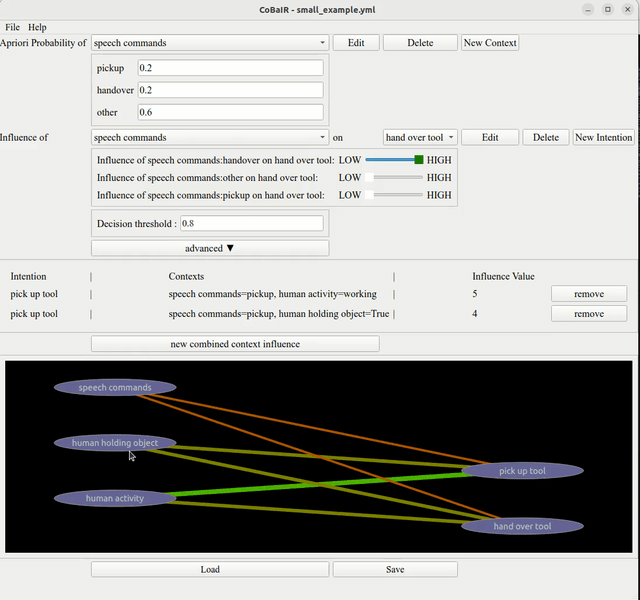 CoBaIR - small_example.yml
File Help
Apriori Probability of speech commands Edit Delete New Context
pickup 0.2
handover 0.2
other 0.6
Influence of speech commands on hand over tool Edit Delete New Intention
Influence of speech commands:handover on hand over tool: LOW HIGH
Influence of speech commands:other on hand over tool: LOW HIGH
Influence of speech commands:pickup on hand over tool: LOW HIGH
Decision threshold : 0.8
advanced ▼
Intention | Contexts | Influence Value
pick up tool | speech commands=pickup, human activity=working | 5 remove
pick up tool | speech commands=pickup, human holding object=True | 4 remove
new combined context influence
speech commands
human holding object
pick up tool
human activity
hand over tool
Load Save